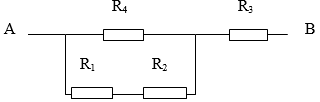 R₄ R₃
A B
R₁ R₂